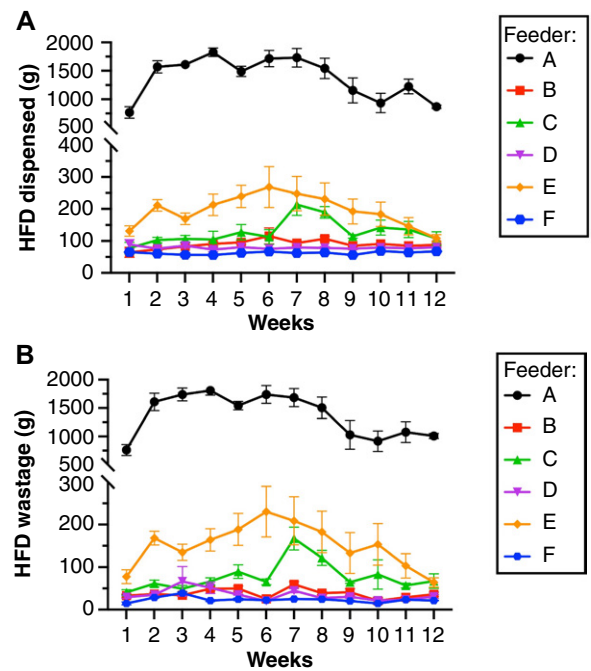 A
HFD dispensed (g)
2000
1500
1000
500
400
300
200
100
0
1 2 3 4 5 6 7 8 9 10 11 12
Weeks
Feeder:
A
B
C
D
E
F
B
HFD wastage (g)
2000
1500
1000
500
300
200
100
0
1 2 3 4 5 6 7 8 9 10 11 12
Weeks
Feeder:
A
B
C
D
E
F